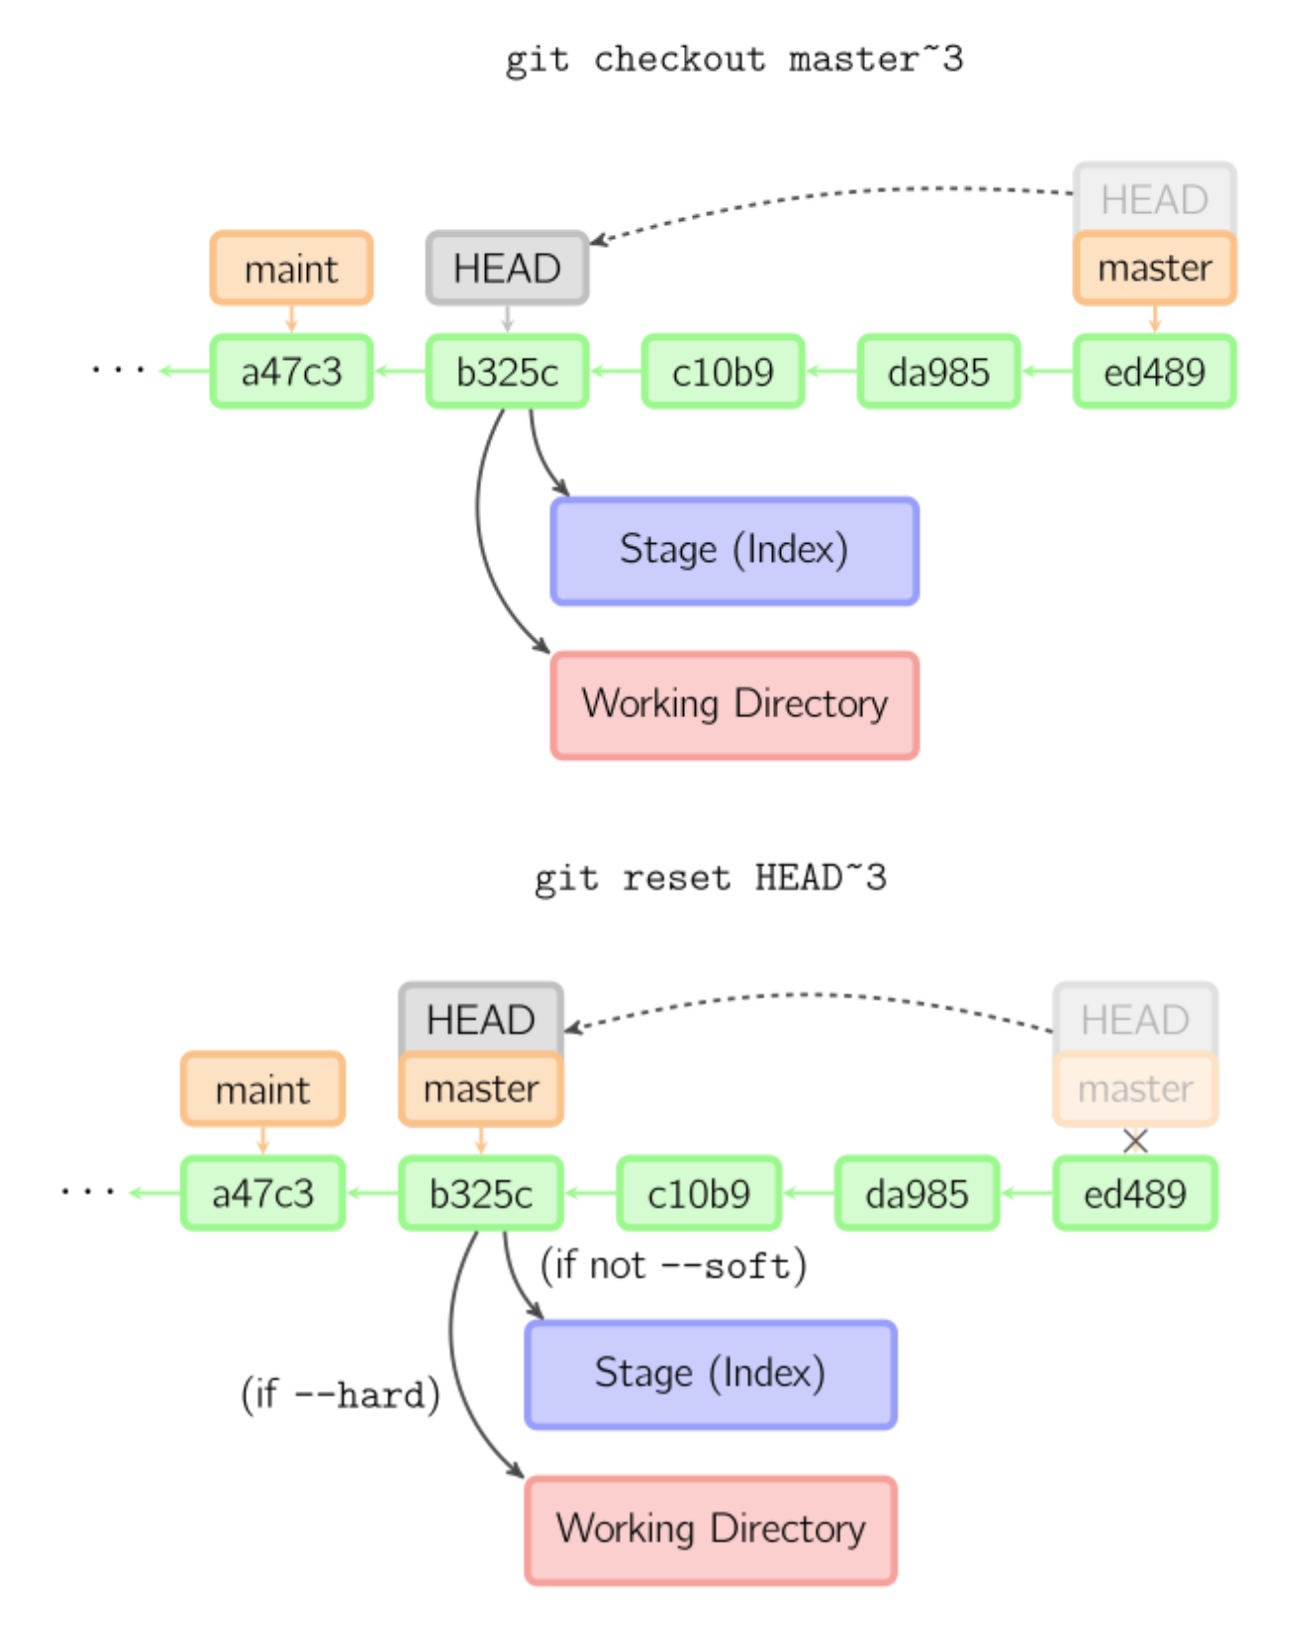 git checkout master~3
HEAD
maint
HEAD
master
··· a47c3 b325c c10b9 da985 ed489
Stage (Index)
Working Directory
git reset HEAD~3
HEAD
HEAD
maint
master
master
··· a47c3 b325c c10b9 da985 ed489
(if not --soft)
Stage (Index)
(if --hard)
Working Directory